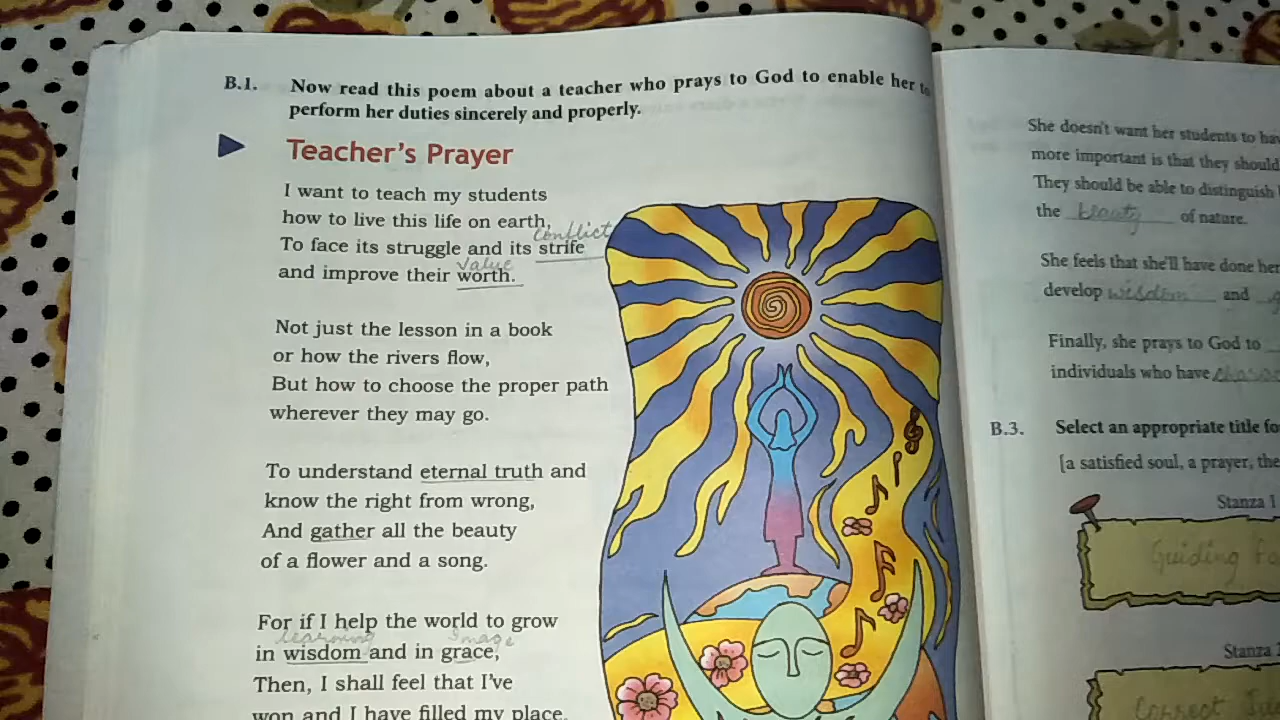 B.1. Now read this poem about a teacher who prays to God to enable her to
perform her duties sincerely and properly.
Teacher's Prayer
I want to teach my students
how to live this life on earth,
conflict
To face its struggle and its strife
value
and improve their worth.
Not just the lesson in a book
or how the rivers flow,
But how to choose the proper path
wherever they may go.
To understand eternal truth and
know the right from wrong,
And gather all the beauty
of a flower and a song.
For if I help the world to grow
learning image
in wisdom and in grace,
Then, I shall feel that I've
won and I have filled my place.
She doesn't want her students to
more important is that they should
They should be able to distinguish
the beauty of nature.
She feels that she'll have done her
develop wisdom and
Finally, she prays to God to
individuals who have
B.3. Select an appropriate title
[a satisfied soul, a prayer, the
Stanza 1
Guiding
Stanza
Correct